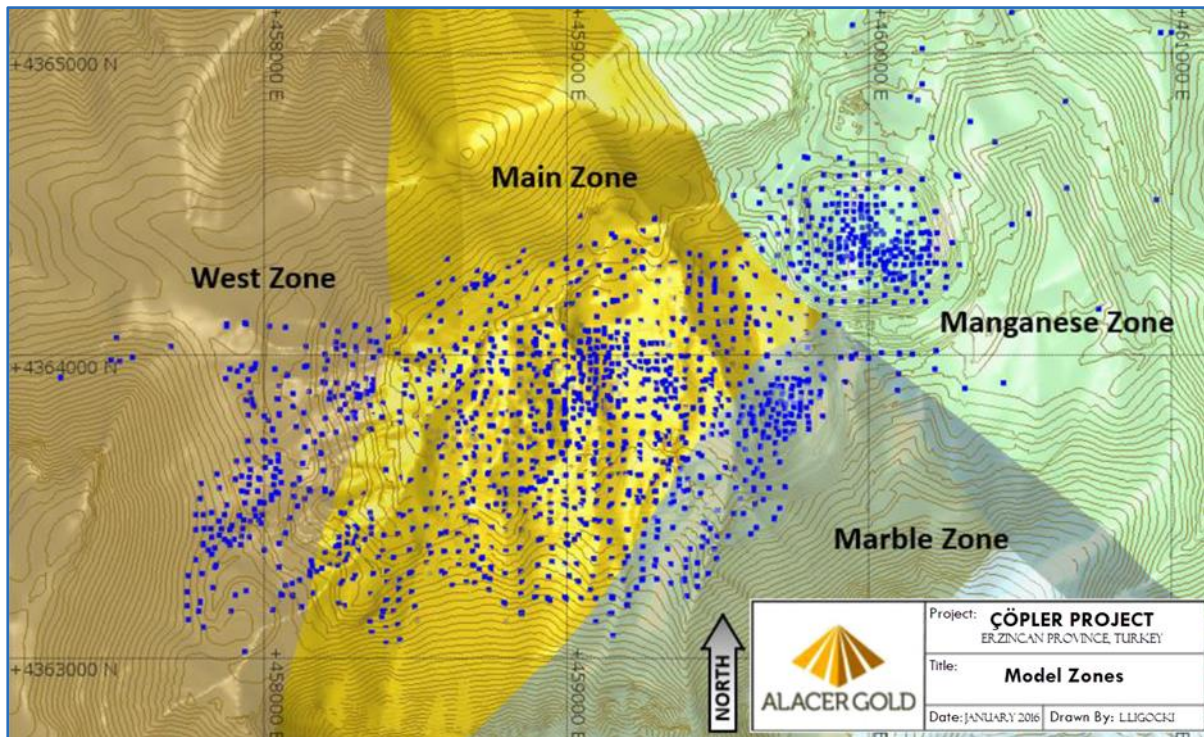 +4365000 N
+458000 E
+459000 E
+460000 E
+461000 E
Main Zone
West Zone
Manganese Zone
+4364000 N
Marble Zone
+4363000 N
+458000 E
+459000 E
NORTH
ALACER GOLD
Project: ÇÖPLER PROJECT
ERZINCAN PROVINCE, TURKEY
Title:
Model Zones
Date: JANUARY 2016 Drawn By: L.LIGOCKI